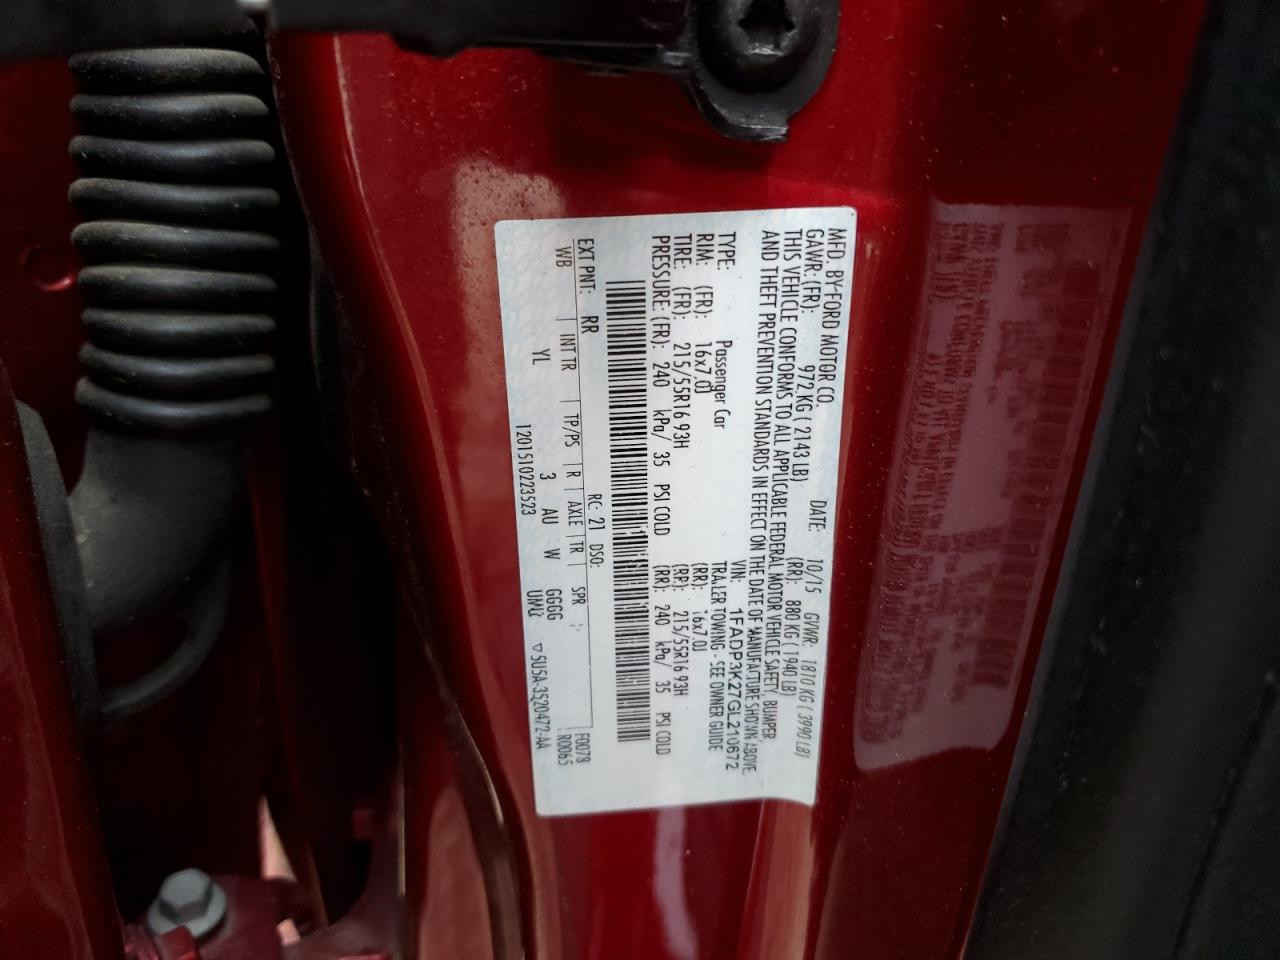 MFD. BY-FORD MOTOR CO.
DATE: 10/15 GVWR: 1810 KG ( 3990 LB)
GAWR: (FR): 972 KG ( 2143 LB) (RR): 880 KG ( 1940 LB)
THIS VEHICLE CONFORMS TO ALL APPLICABLE FEDERAL MOTOR VEHICLE SAFETY, BUMPER,
AND THEFT PREVENTION STANDARDS IN EFFECT ON THE DATE OF MANUFACTURE SHOWN ABOVE.
VIN: 1FADP3K27GL210672
TYPE: Passenger Car TRAILER TOWING - SEE OWNER GUIDE
RIM: (FR): 16x7.0J (RR): 16x7.0J
TIRE: (FR): 215/55R16 93H (RR): 215/55R16 93H
PRESSURE: (FR): 240 kPa/ 35 PSI COLD (RR): 240 kPa/ 35 PSI COLD
EXT PNT: RR RC: 21 DSO: F0078
WB INT TR TP/PS R AXLE TR SPR R0065
YL 3 AU W GGGG
UMU
1201510223523 ▽ 5U5A-3520472-AA